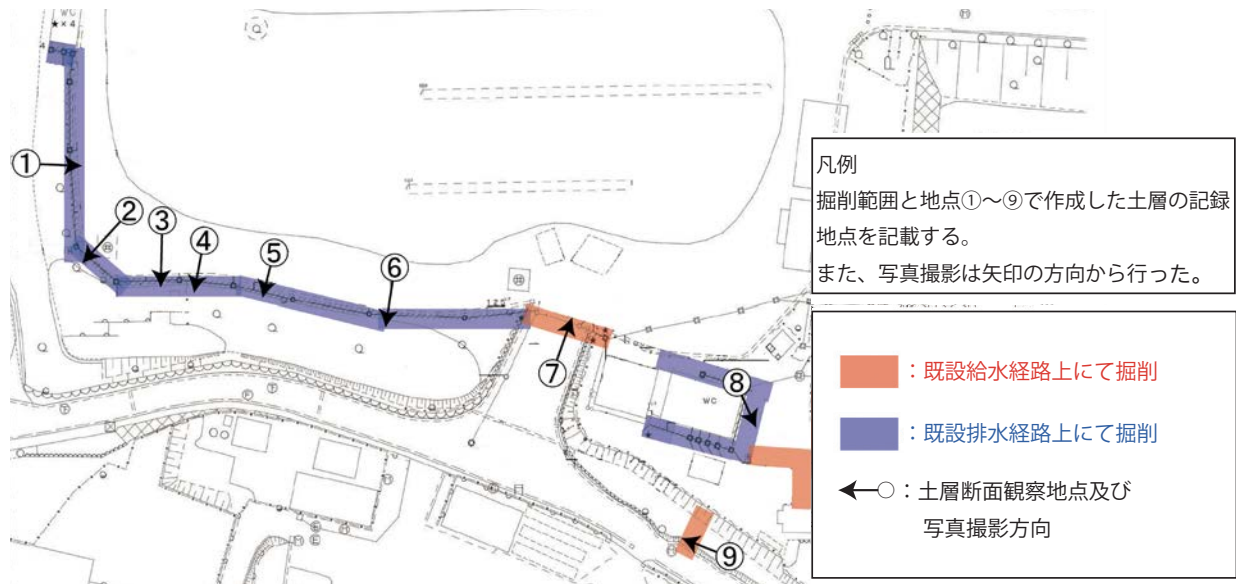 WC
★×4
4
①
②
③
④
⑤
⑥
⑦
⑧
WC
⑨
凡例
掘削範囲と地点①～⑨で作成した土層の記録
地点を記載する。
また、写真撮影は矢印の方向から行った。
：既設給水経路上にて掘削
：既設排水経路上にて掘削
：土層断面観察地点及び
写真撮影方向